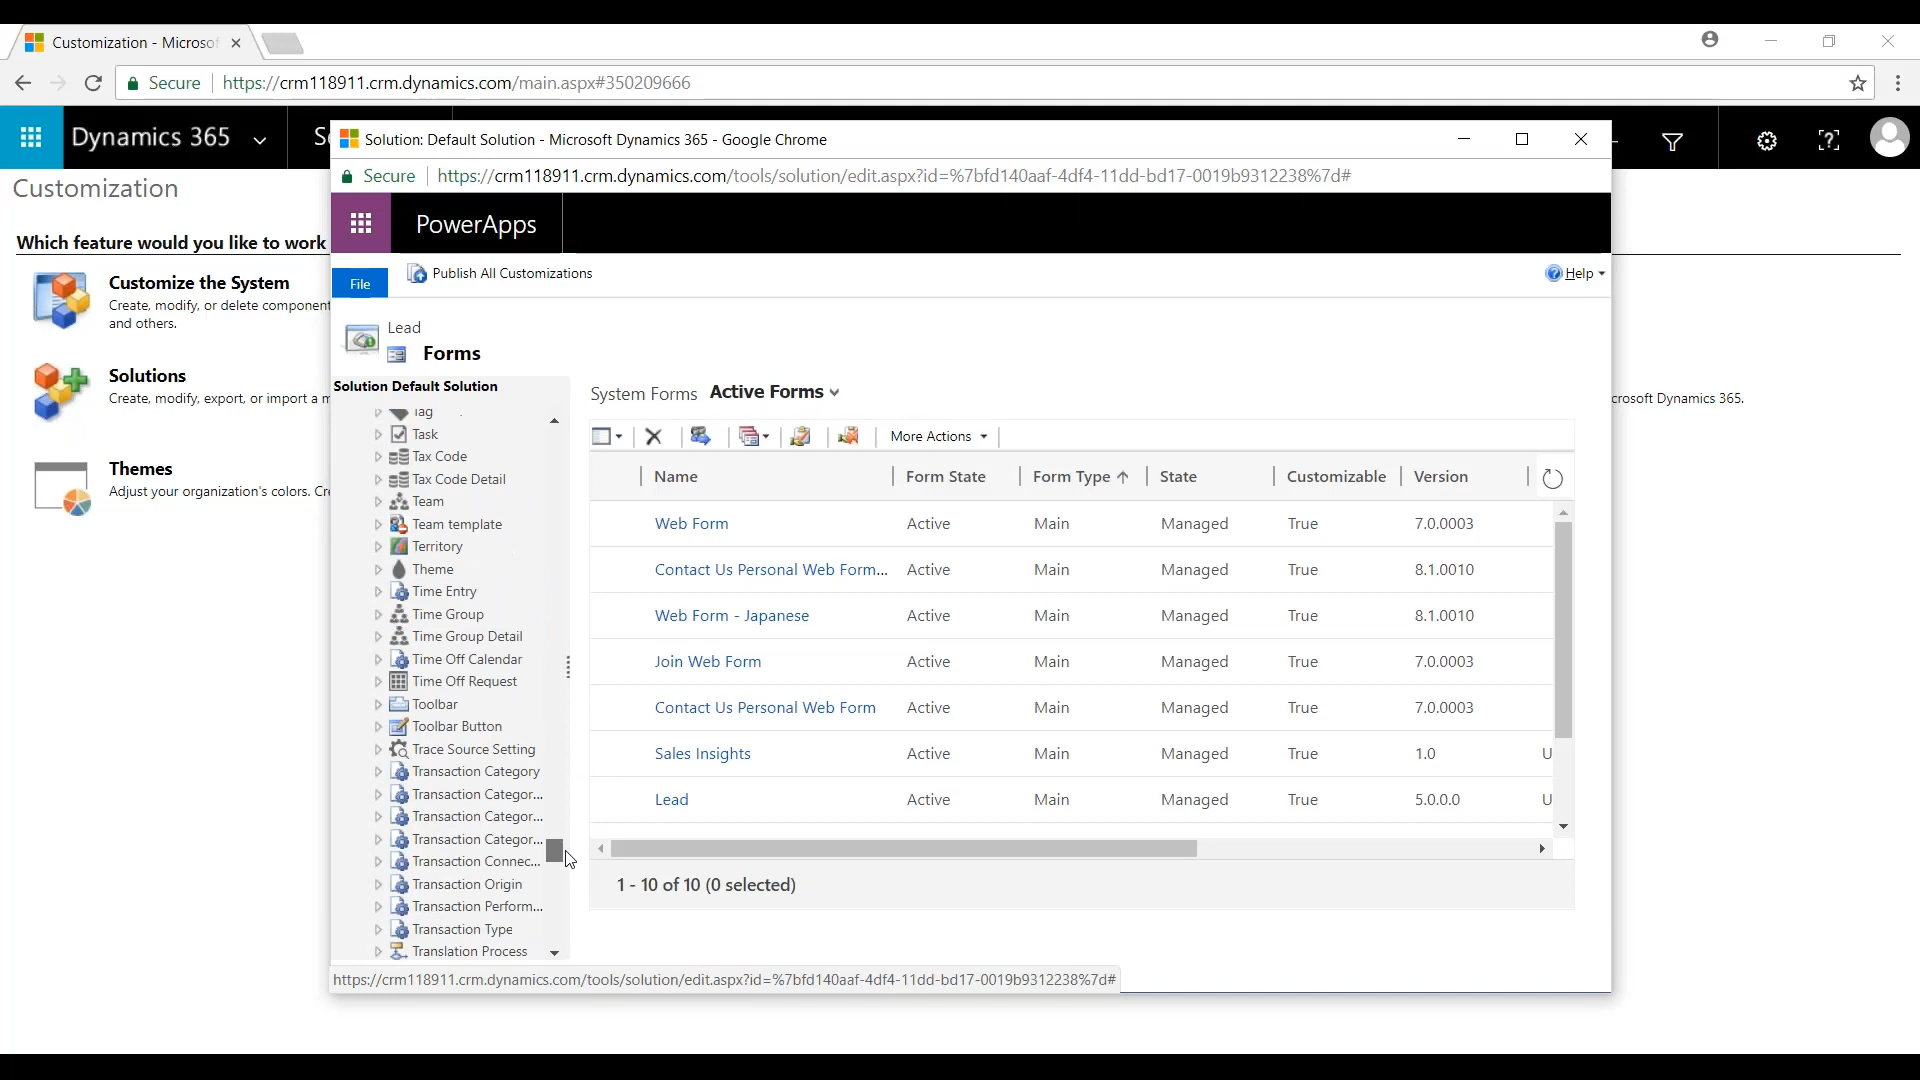 Customization - Microsof
Secure https://crm118911.crm.dynamics.com/main.aspx#350209666
Dynamics 365
Customization
Which feature would you like to work
Customize the System
Create, modify, or delete component
and others.
Solutions
Create, modify, export, or import a m
crosoft Dynamics 365.
Themes
Adjust your organization's colors. Cre
Solution: Default Solution - Microsoft Dynamics 365 - Google Chrome
Secure https://crm118911.crm.dynamics.com/tools/solution/edit.aspx?id=%7bfd140aaf-4df4-11dd-bd17-0019b9312238%7d#
PowerApps
File
Publish All Customizations
Help
Lead
Forms
Solution Default Solution
Tag
Task
Tax Code
Tax Code Detail
Team
Team template
Territory
Theme
Time Entry
Time Group
Time Group Detail
Time Off Calendar
Time Off Request
Toolbar
Toolbar Button
Trace Source Setting
Transaction Category
Transaction Categor...
Transaction Categor...
Transaction Categor...
Transaction Connec...
Transaction Origin
Transaction Perform...
Transaction Type
Translation Process
System Forms Active Forms
More Actions
Name Form State Form Type State Customizable Version
Web Form Active Main Managed True 7.0.0003
Contact Us Personal Web Form... Active Main Managed True 8.1.0010
Web Form - Japanese Active Main Managed True 8.1.0010
Join Web Form Active Main Managed True 7.0.0003
Contact Us Personal Web Form Active Main Managed True 7.0.0003
Sales Insights Active Main Managed True 1.0 U
Lead Active Main Managed True 5.0.0.0 U
1 - 10 of 10 (0 selected)
https://crm118911.crm.dynamics.com/tools/solution/edit.aspx?id=%7bfd140aaf-4df4-11dd-bd17-0019b9312238%7d#